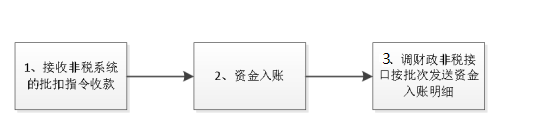 1、接收非税系统
的批扣指令收款
2、资金入账
3、调财政非税接
口按批次发送资金
入账明细